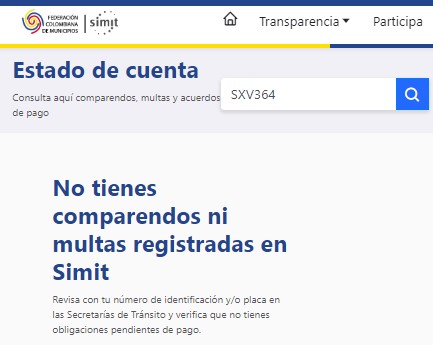 FEDERACIÓN
COLOMBIANA
DE MUNICIPIOS
simit
Transparencia
Participa
Estado de cuenta
Consulta aquí comparendos, multas y acuerdos
de pago
SXV364
No tienes
comparendos ni
multas registradas en
Simit
Revisa con tu número de identificación y/o placa en
las Secretarías de Tránsito y verifica que no tienes
obligaciones pendientes de pago.